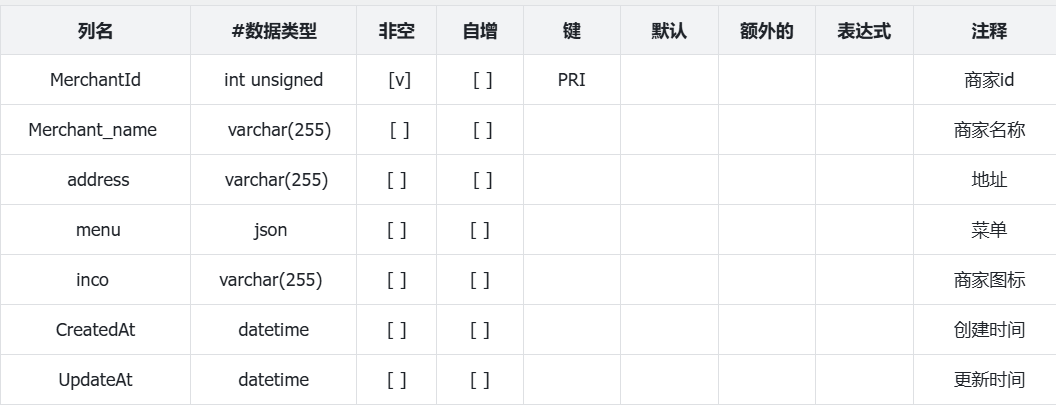 列名 #数据类型 非空 自增 键 默认 额外的 表达式 注释
MerchantId int unsigned [v] [ ] PRI 商家id
Merchant_name varchar(255) [ ] [ ] 商家名称
address varchar(255) [ ] [ ] 地址
menu json [ ] [ ] 菜单
inco varchar(255) [ ] [ ] 商家图标
CreatedAt datetime [ ] [ ] 创建时间
UpdateAt datetime [ ] [ ] 更新时间